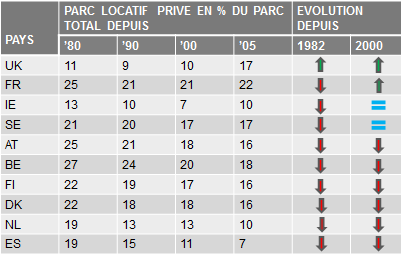 PARC LOCATIF PRIVE EN % DU PARC TOTAL DEPUIS
EVOLUTION DEPUIS
PAYS '80 '90 '00 '05 1982 2000
UK 11 9 10 17
FR 25 21 21 22
IE 13 10 7 10
SE 21 20 17 17
AT 25 21 18 16
BE 27 24 20 18
FI 22 19 17 16
DK 22 18 18 16
NL 19 13 13 10
ES 19 15 11 7